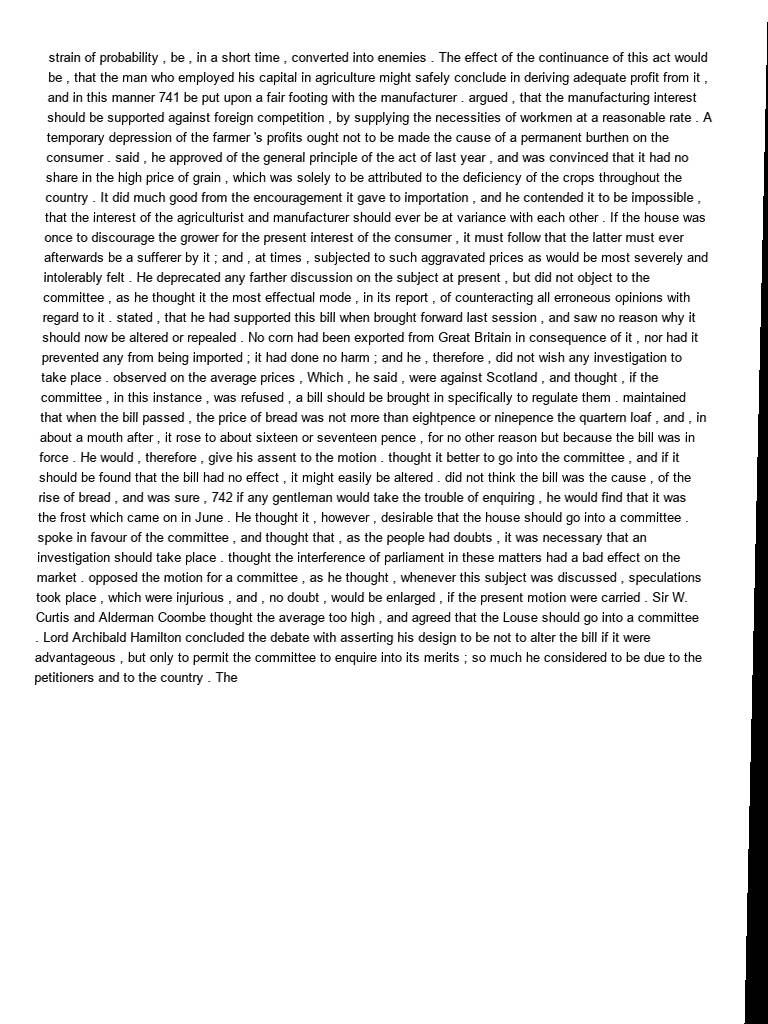 strain of probability , be , in a short time , converted into enemies . The effect of the continuance of this act would
be , that the man who employed his capital in agriculture might safely conclude in deriving adequate profit from it ,
and in this manner 741 be put upon a fair footing with the manufacturer . argued , that the manufacturing interest
should be supported against foreign competition , by supplying the necessities of workmen at a reasonable rate . A
temporary depression of the farmer 's profits ought not to be made the cause of a permanent burthen on the
consumer . said , he approved of the general principle of the act of last year , and was convinced that it had no
share in the high price of grain , which was solely to be attributed to the deficiency of the crops throughout the
country . It did much good from the encouragement it gave to importation , and he contended it to be impossible ,
that the interest of the agriculturist and manufacturer should ever be at variance with each other . If the house was
once to discourage the grower for the present interest of the consumer , it must follow that the latter must ever
afterwards be a sufferer by it ; and , at times , subjected to such aggravated prices as would be most severely and
intolerably felt . He deprecated any farther discussion on the subject at present , but did not object to the
committee , as he thought it the most effectual mode , in its report , of counteracting all erroneous opinions with
regard to it . stated , that he had supported this bill when brought forward last session , and saw no reason why it
should now be altered or repealed . No corn had been exported from Great Britain in consequence of it , nor had it
prevented any from being imported ; it had done no harm ; and he , therefore , did not wish any investigation to
take place . observed on the average prices , Which , he said , were against Scotland , and thought , if the
committee , in this instance , was refused , a bill should be brought in specifically to regulate them . maintained
that when the bill passed , the price of bread was not more than eightpence or ninepence the quartern loaf , and , in
about a mouth after , it rose to about sixteen or seventeen pence , for no other reason but because the bill was in
force . He would , therefore , give his assent to the motion . thought it better to go into the committee , and if it
should be found that the bill had no effect , it might easily be altered . did not think the bill was the cause , of the
rise of bread , and was sure , 742 if any gentleman would take the trouble of enquiring , he would find that it was
the frost which came on in June . He thought it , however , desirable that the house should go into a committee .
spoke in favour of the committee , and thought that , as the people had doubts , it was necessary that an
investigation should take place . thought the interference of parliament in these matters had a bad effect on the
market . opposed the motion for a committee , as he thought , whenever this subject was discussed , speculations
took place , which were injurious , and , no doubt , would be enlarged , if the present motion were carried . Sir W.
Curtis and Alderman Coombe thought the average too high , and agreed that the Louse should go into a committee
. Lord Archibald Hamilton concluded the debate with asserting his design to be not to alter the bill if it were
advantageous , but only to permit the committee to enquire into its merits ; so much he considered to be due to the
petitioners and to the country . The